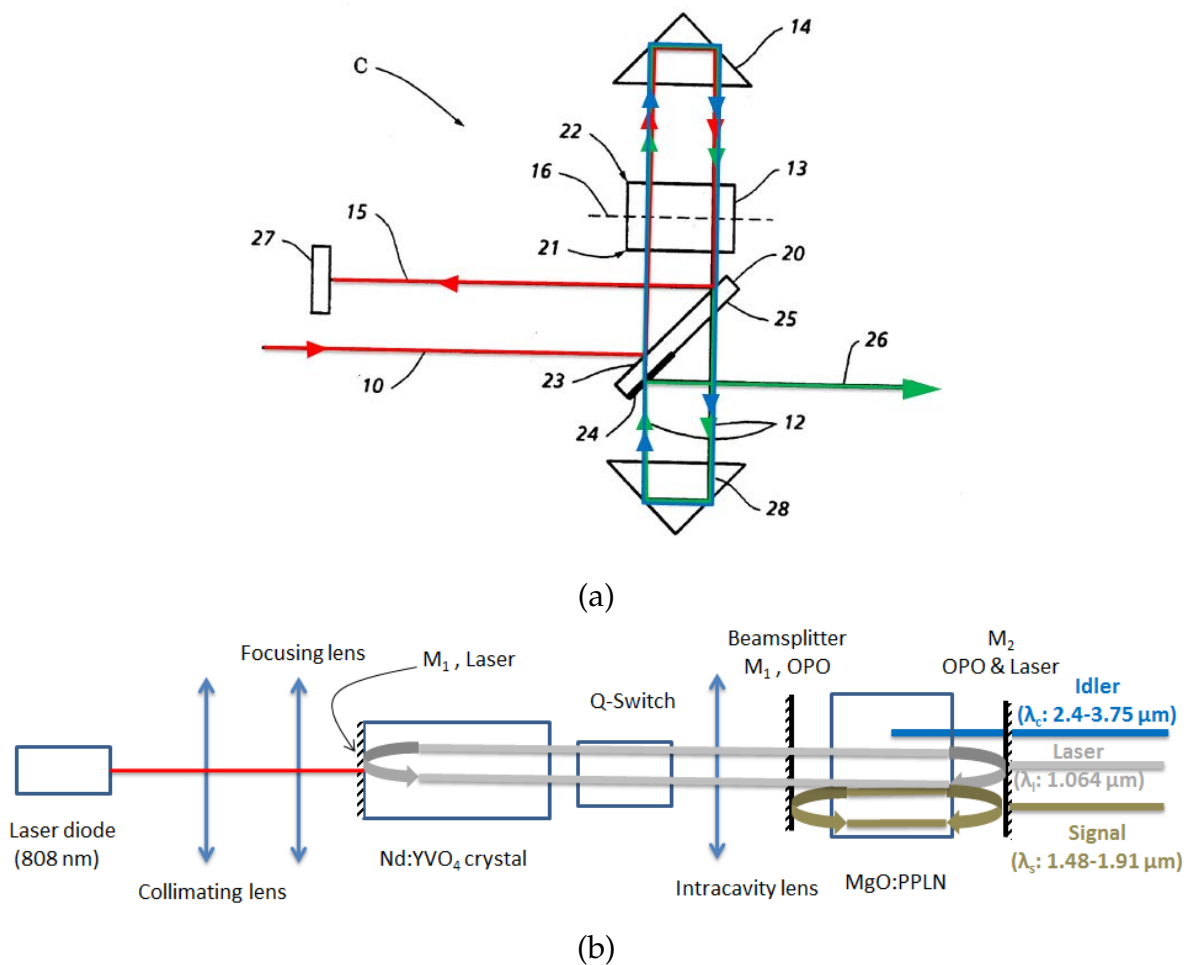 14
C
22
13
16
15
27
21
20
25
26
10
23
24
12
28
(a)
Beamsplitter
M₁ , OPO
M₂
OPO & Laser
Focusing lens
M₁ , Laser
Q-Switch
Idler
(λc: 2.4-3.75 µm)
Laser
(λl: 1.064 µm)
Signal
(λs: 1.48-1.91 µm)
Laser diode
(808 nm)
Collimating lens
Nd:YVO₄ crystal
Intracavity lens
MgO:PPLN
(b)